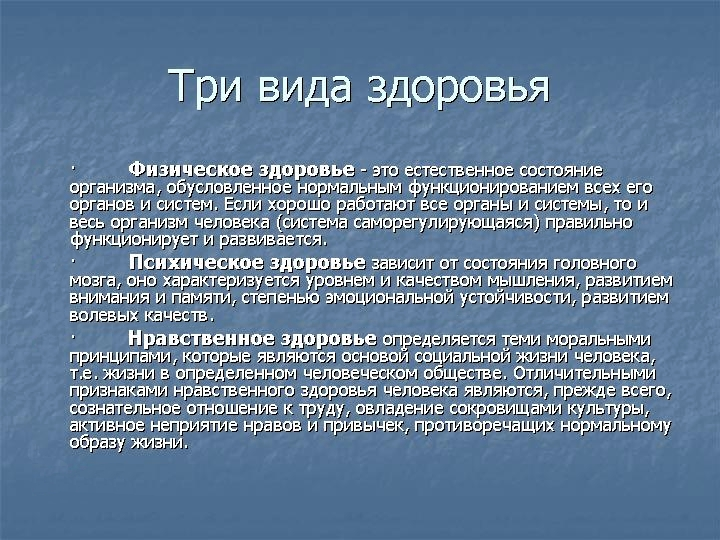 Три вида здоровья
· Физическое здоровье - это естественное состояние
организма, обусловленное нормальным функционированием всех его
органов и систем. Если хорошо работают все органы и системы, то и
весь организм человека (система саморегулирующаяся) правильно
функционирует и развивается.
· Психическое здоровье зависит от состояния головного
мозга, оно характеризуется уровнем и качеством мышления, развитием
внимания и памяти, степенью эмоциональной устойчивости, развитием
волевых качеств.
· Нравственное здоровье определяется теми моральными
принципами, которые являются основой социальной жизни человека,
т.е. жизни в определенном человеческом обществе. Отличительными
признаками нравственного здоровья человека являются, прежде всего,
сознательное отношение к труду, овладение сокровищами культуры,
активное неприятие нравов и привычек, противоречащих нормальному
образу жизни.